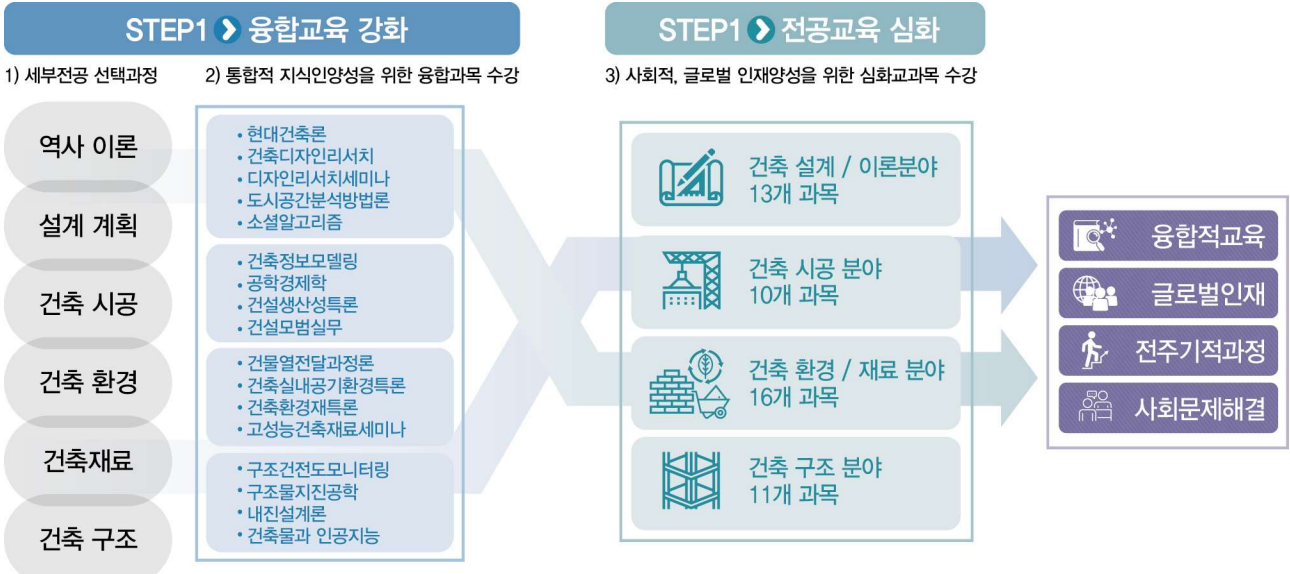 STEP1 융합교육 강화
1) 세부전공 선택과정
2) 통합적 지식인양성을 위한 융합과목 수강
역사 이론
설계 계획
건축 시공
건축 환경
건축재료
건축 구조
• 현대건축론
• 건축디자인리서치
• 디자인리서치세미나
• 도시공간분석방법론
• 소셜알고리즘
• 건축정보모델링
• 공학경제학
• 건설생산성특론
• 건설모범실무
• 건물열전달과정론
• 건축실내공기환경특론
• 건축환경재특론
• 고성능건축재료세미나
• 구조건전도모니터링
• 구조물지진공학
• 내진설계론
• 건축물과 인공지능
STEP1 전공교육 심화
3) 사회적, 글로벌 인재양성을 위한 심화교과목 수강
건축 설계 / 이론분야
13개 과목
건축 시공 분야
10개 과목
건축 환경 / 재료 분야
16개 과목
건축 구조 분야
11개 과목
융합적교육
글로벌인재
전주기적과정
사회문제해결